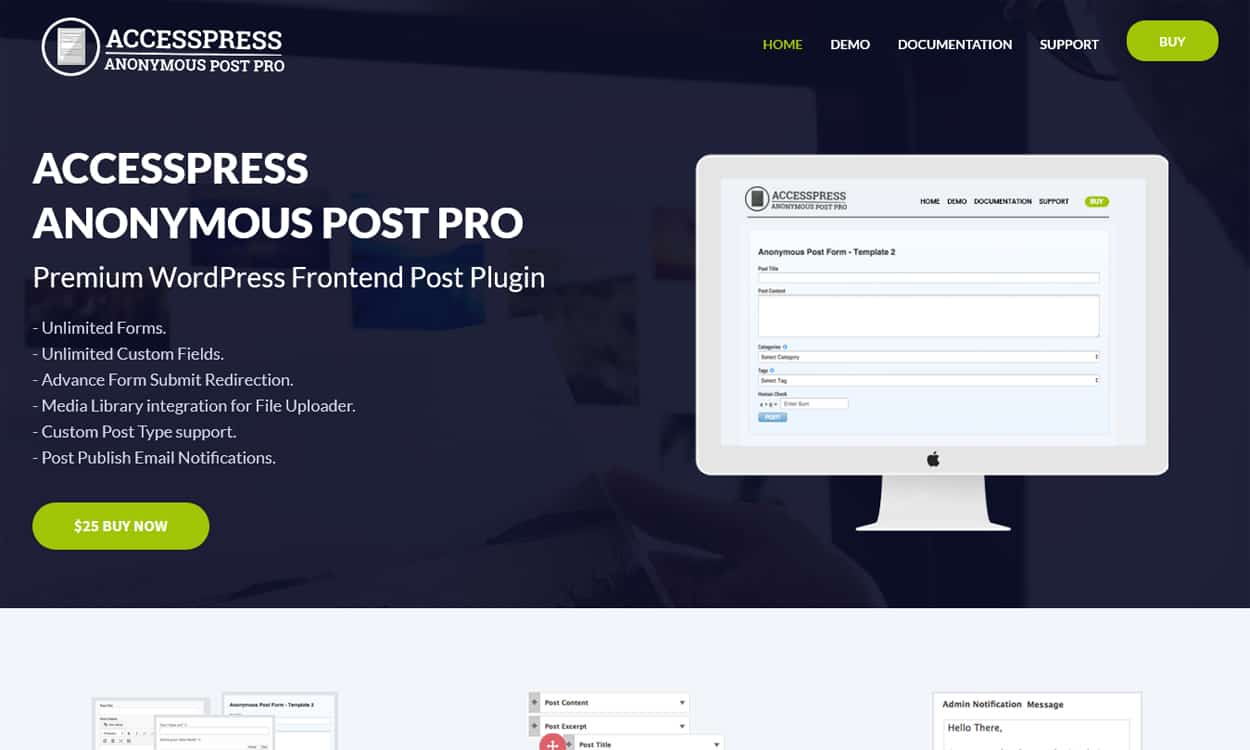 ACCESSPRESS
ANONYMOUS POST PRO
HOME DEMO DOCUMENTATION SUPPORT BUY
ACCESSPRESS
ANONYMOUS POST PRO
Premium WordPress Frontend Post Plugin
- Unlimited Forms.
- Unlimited Custom Fields.
- Advance Form Submit Redirection.
- Media Library integration for File Uploader.
- Custom Post Type support.
- Post Publish Email Notifications.
$25 BUY NOW
ACCESSPRESS
ANONYMOUS POST PRO
HOME DEMO DOCUMENTATION SUPPORT BUY
Anonymous Post Form - Template 2
Post Title
Post Content
Categories
Select Category
Tags
Select Tag
Human Check
Enter Sum
POST
Anonymous Post Form - Template 3
Post Content
Post Excerpt
Post Title
Admin Notification Message
Hello There,